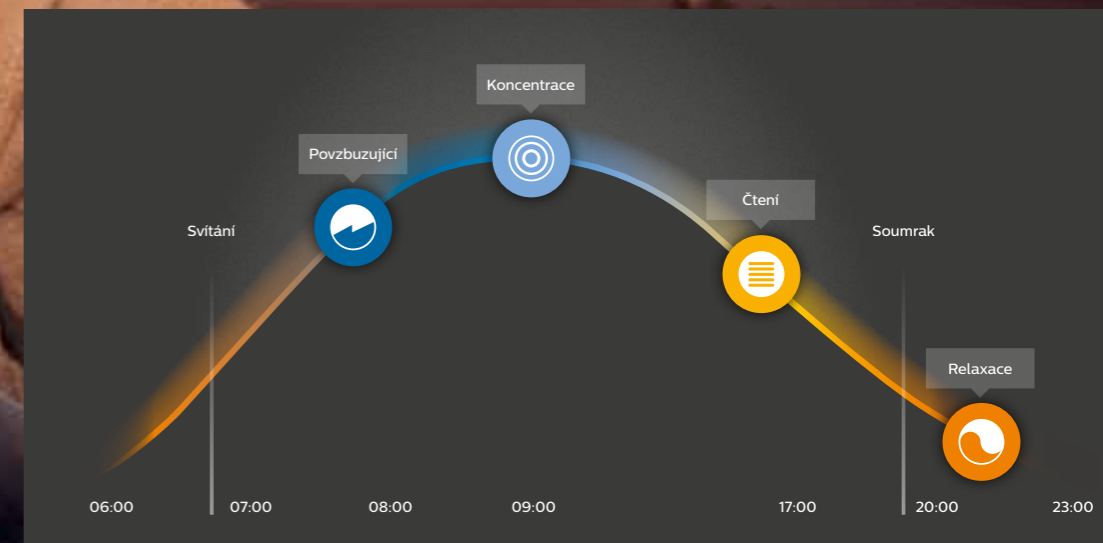 Koncentrace
Povzbuzující
Čtení
Svítání
Soumrak
Relaxace
06:00
07:00
08:00
09:00
17:00
20:00
23:00